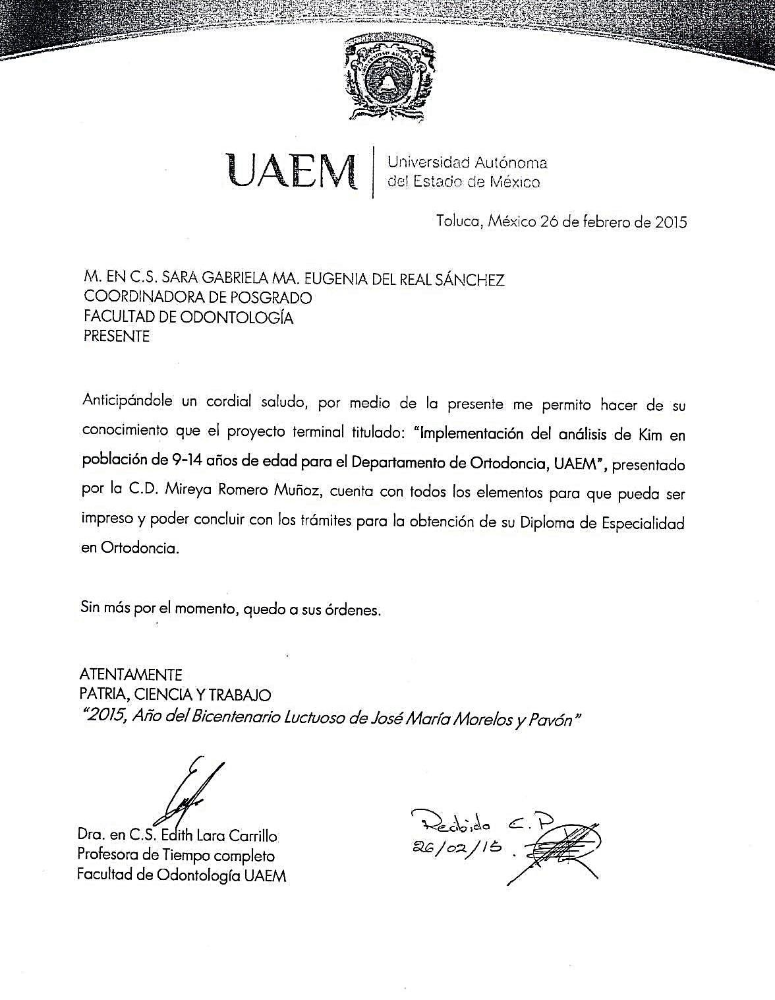 UAEM
Universidad Autónoma
del Estado de México
Toluca, México 26 de febrero de 2015
M. EN C.S. SARA GABRIELA MA. EUGENIA DEL REAL SÁNCHEZ
COORDINADORA DE POSGRADO
FACULTAD DE ODONTOLOGÍA
PRESENTE
Anticipándole un cordial saludo, por medio de la presente me permito hacer de su
conocimiento que el proyecto terminal titulado: "Implementación del análisis de Kim en
población de 9-14 años de edad para el Departamento de Ortodoncia, UAEM", presentado
por la C.D. Mireya Romero Muñoz, cuenta con todos los elementos para que pueda ser
impreso y poder concluir con los trámites para la obtención de su Diploma de Especialidad
en Ortodoncia.
Sin más por el momento, quedo a sus órdenes.
ATENTAMENTE
PATRIA, CIENCIA Y TRABAJO
"2015, Año del Bicentenario Luctuoso de José María Morelos y Pavón"
Dra. en C.S. Edith Lara Carrillo
Profesora de Tiempo completo
Facultad de Odontología UAEM
Recibido C.P
26/02/15.